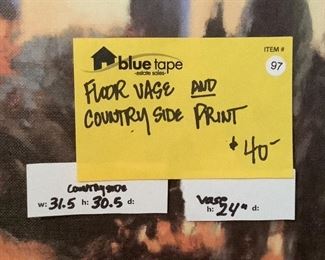 blue tape
-estate sales-
ITEM #
97
FLOOR VASE AND
COUNTRY SIDE PRINT
$40-
COUNTRYSIDE
w: 31.5 h: 30.5 d:
VASE
h: 24" d: